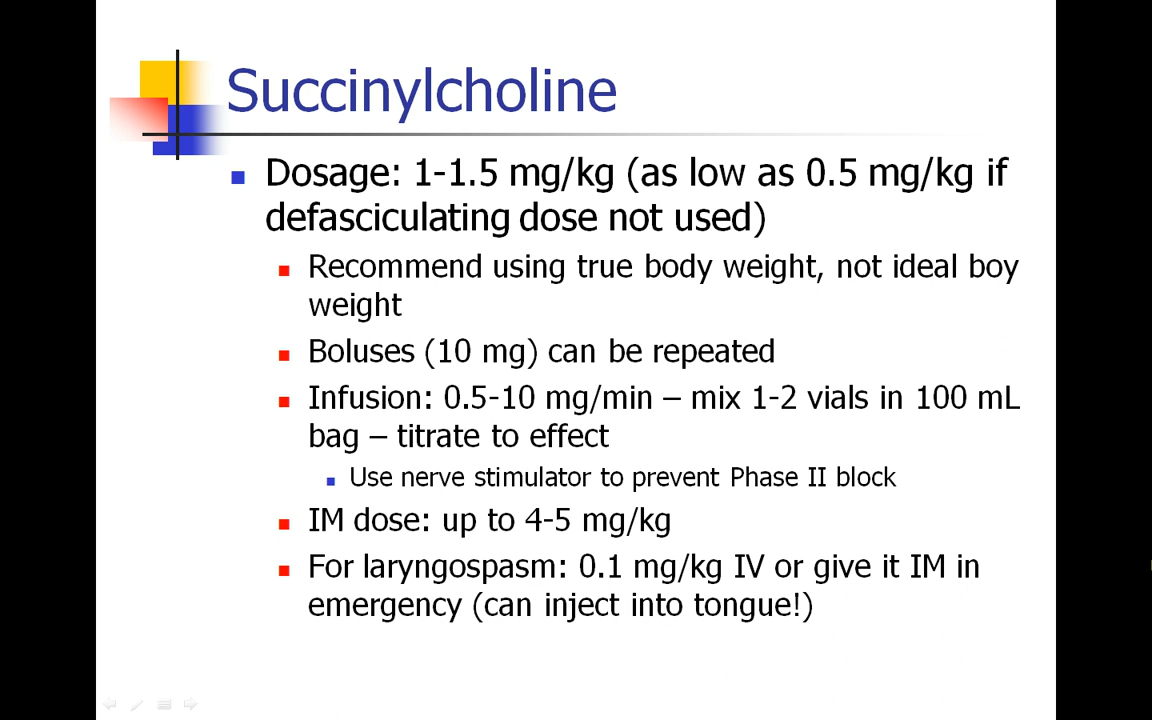 Succinylcholine
Dosage: 1-1.5 mg/kg (as low as 0.5 mg/kg if
defasciculating dose not used)
Recommend using true body weight, not ideal boy
weight
Boluses (10 mg) can be repeated
Infusion: 0.5-10 mg/min – mix 1-2 vials in 100 mL
bag – titrate to effect
Use nerve stimulator to prevent Phase II block
IM dose: up to 4-5 mg/kg
For laryngospasm: 0.1 mg/kg IV or give it IM in
emergency (can inject into tongue!)